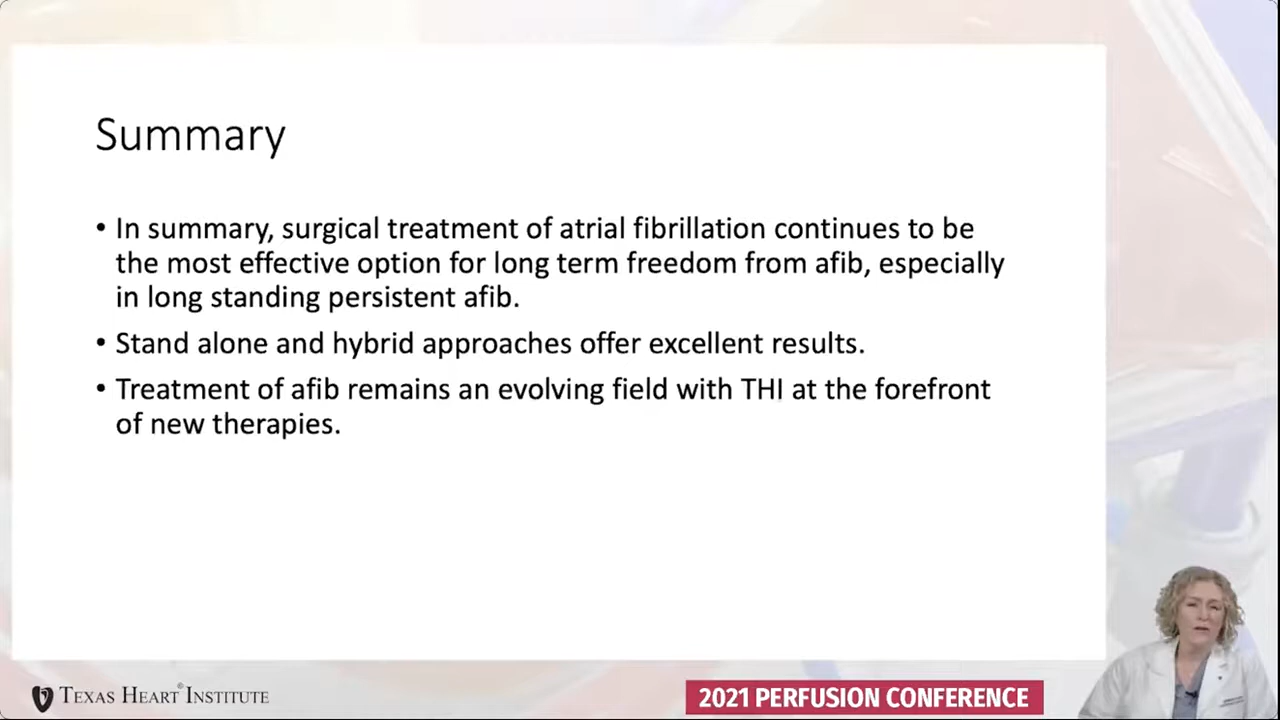 Summary
• In summary, surgical treatment of atrial fibrillation continues to be
the most effective option for long term freedom from afib, especially
in long standing persistent afib.
• Stand alone and hybrid approaches offer excellent results.
• Treatment of afib remains an evolving field with THI at the forefront
of new therapies.
TEXAS HEART® INSTITUTE
2021 PERFUSION CONFERENCE